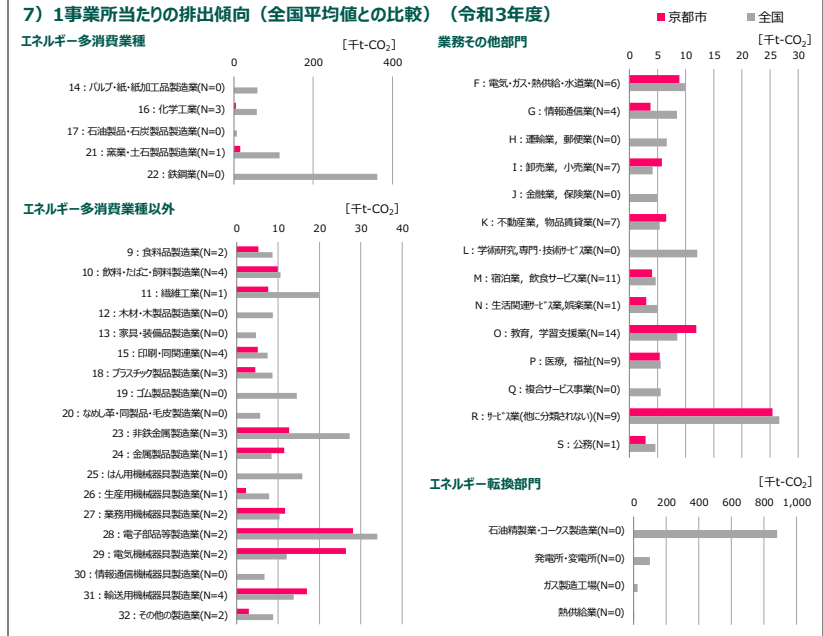 7）1事業所当たりの排出傾向（全国平均値との比較）（令和3年度）
■京都市 ■全国
エネルギー多消費業種
[千t-CO₂]
0 200 400
14：パルプ・紙・紙加工品製造業(N=0)
16：化学工業(N=3)
17：石油製品・石炭製品製造業(N=0)
21：窯業・土石製品製造業(N=1)
22：鉄鋼業(N=0)
エネルギー多消費業種以外
[千t-CO₂]
0 10 20 30 40
9：食料品製造業(N=2)
10：飲料・たばこ・飼料製造業(N=4)
11：繊維工業(N=1)
12：木材・木製品製造業(N=0)
13：家具・装備品製造業(N=0)
15：印刷・同関連業(N=4)
18：プラスチック製品製造業(N=3)
19：ゴム製品製造業(N=0)
20：なめし革・同製品・毛皮製造業(N=0)
23：非鉄金属製造業(N=3)
24：金属製品製造業(N=1)
25：はん用機械器具製造業(N=0)
26：生産用機械器具製造業(N=1)
27：業務用機械器具製造業(N=2)
28：電子部品等製造業(N=2)
29：電気機械器具製造業(N=2)
30：情報通信機械器具製造業(N=0)
31：輸送用機械器具製造業(N=4)
32：その他の製造業(N=2)
業務その他部門
[千t-CO₂]
0 5 10 15 20 25 30
F：電気・ガス・熱供給・水道業(N=6)
G：情報通信業(N=4)
H：運輸業，郵便業(N=0)
I：卸売業，小売業(N=7)
J：金融業，保険業(N=0)
K：不動産業，物品賃貸業(N=7)
L：学術研究,専門・技術ｻｰﾋﾞｽ業(N=0)
M：宿泊業，飲食サービス業(N=11)
N：生活関連ｻｰﾋﾞｽ業,娯楽業(N=1)
O：教育，学習支援業(N=14)
P：医療，福祉(N=9)
Q：複合サービス事業(N=0)
R：ｻｰﾋﾞｽ業(他に分類されない)(N=9)
S：公務(N=1)
エネルギー転換部門
[千t-CO₂]
0 200 400 600 800 1,000
石油精製業・コークス製造業(N=0)
発電所・変電所(N=0)
ガス製造工場(N=0)
熱供給業(N=0)